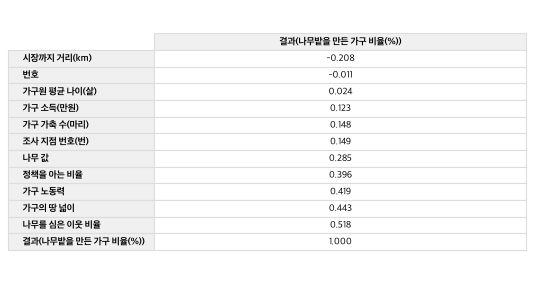 결과(나무밭을 만든 가구 비율(%))
시장까지 거리(km) -0.208
번호 -0.011
가구원 평균 나이(살) 0.024
가구 소득(만원) 0.123
가구 가축 수(마리) 0.148
조사 지점 번호(번) 0.149
나무 값 0.285
정책을 아는 비율 0.396
가구 노동력 0.419
가구의 땅 넓이 0.443
나무를 심은 이웃 비율 0.518
결과(나무밭을 만든 가구 비율(%)) 1.000